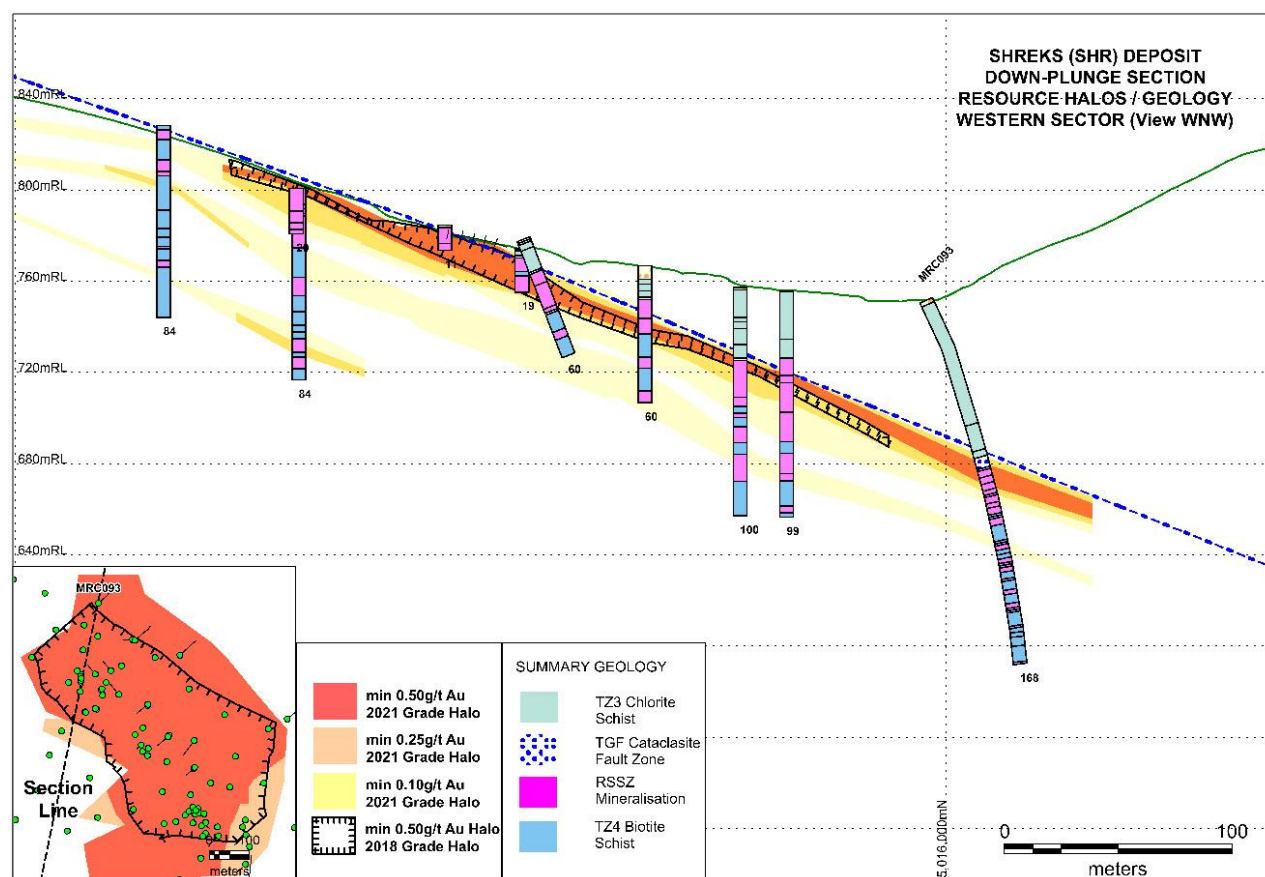 SHREKS (SHR) DEPOSIT
DOWN-PLUNGE SECTION
RESOURCE HALOS / GEOLOGY
WESTERN SECTOR (View WNW)
840mRL
800mRL
760mRL
720mRL
680mRL
640mRL
84
20
84
19
60
60
100
99
MRC093
168
5,016,000mN
MRC093
Section
Line
0 100
meters
min 0.50g/t Au
2021 Grade Halo
min 0.25g/t Au
2021 Grade Halo
min 0.10g/t Au
2021 Grade Halo
min 0.50g/t Au Halo
2018 Grade Halo
SUMMARY GEOLOGY
TZ3 Chlorite
Schist
TGF Cataclasite
Fault Zone
RSSZ
Mineralisation
TZ4 Biotite
Schist
0 100
meters